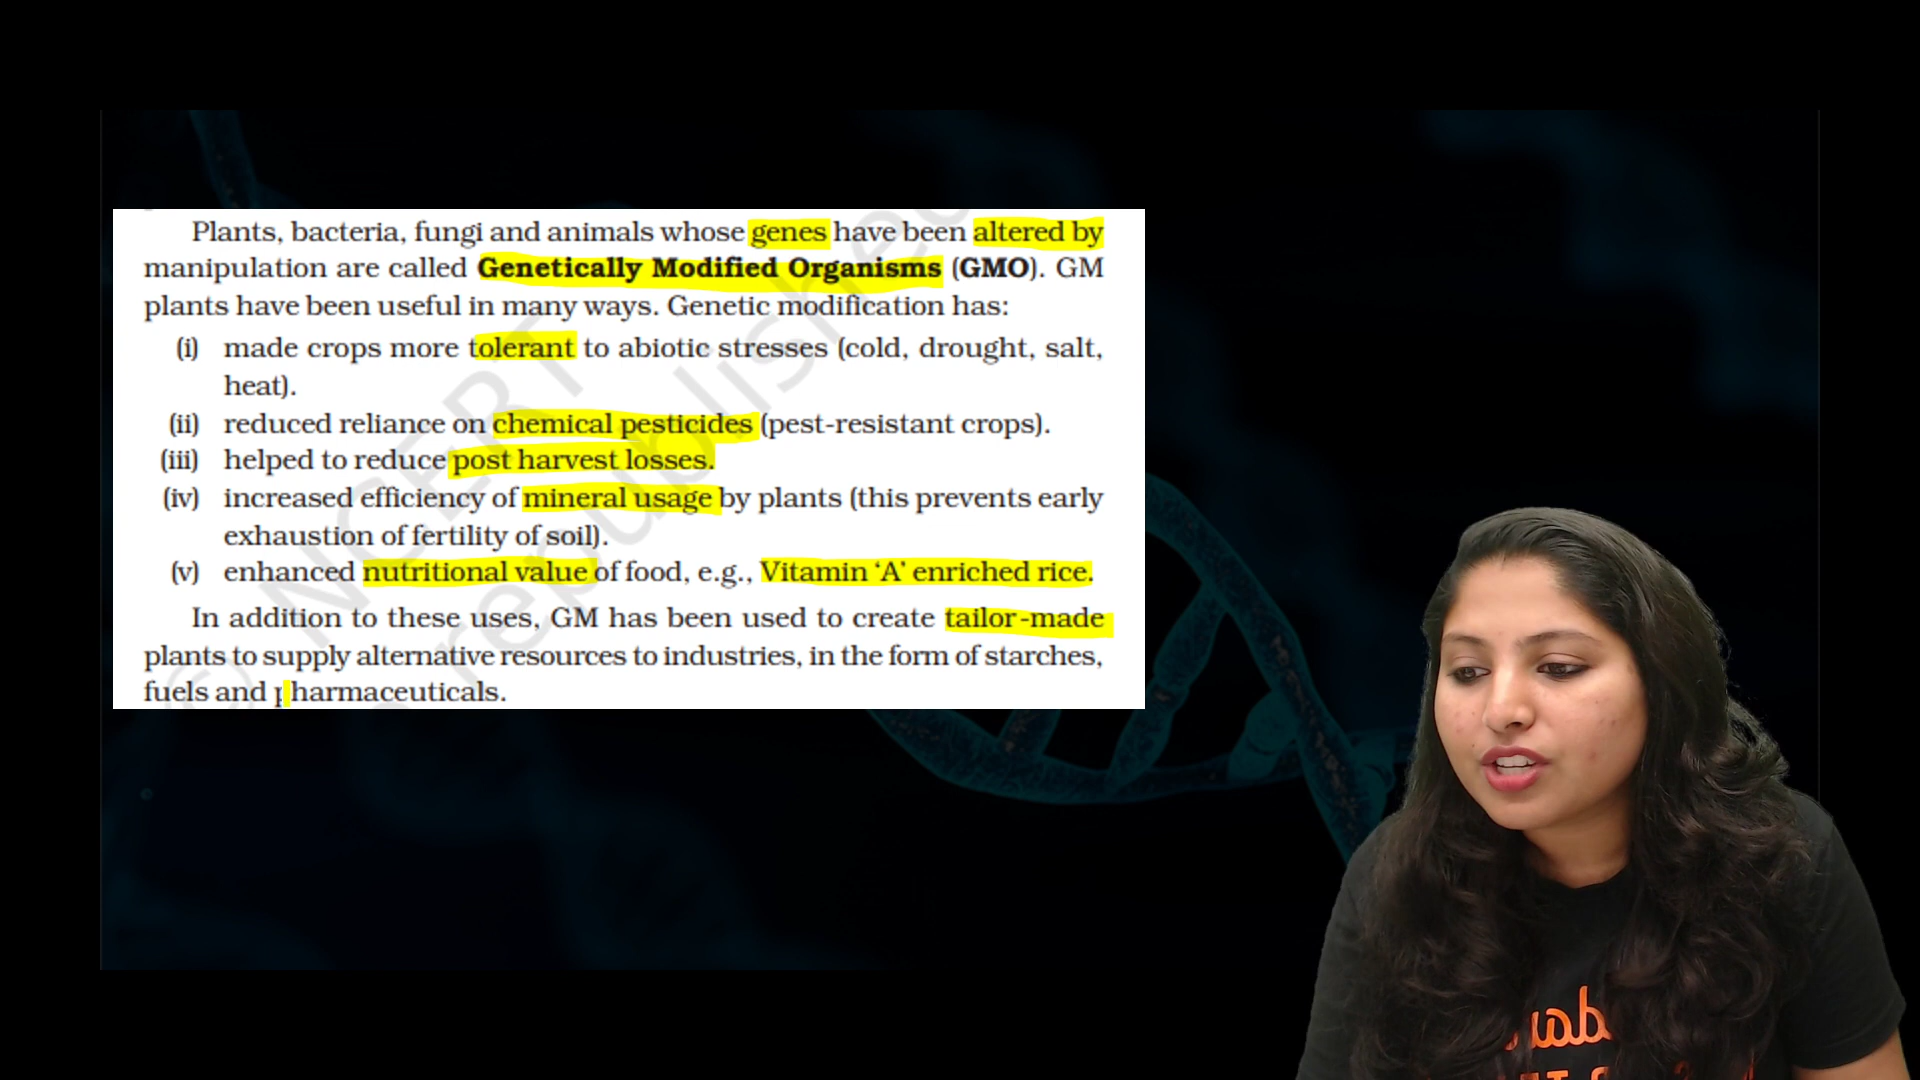 Plants, bacteria, fungi and animals whose genes have been altered by
manipulation are called Genetically Modified Organisms (GMO). GM
plants have been useful in many ways. Genetic modification has:
(i) made crops more tolerant to abiotic stresses (cold, drought, salt,
heat).
(ii) reduced reliance on chemical pesticides (pest-resistant crops).
(iii) helped to reduce post harvest losses.
(iv) increased efficiency of mineral usage by plants (this prevents early
exhaustion of fertility of soil).
(v) enhanced nutritional value of food, e.g., Vitamin ‘A’ enriched rice.
In addition to these uses, GM has been used to create tailor-made
plants to supply alternative resources to industries, in the form of starches,
fuels and pharmaceuticals.
© NCERT
republished